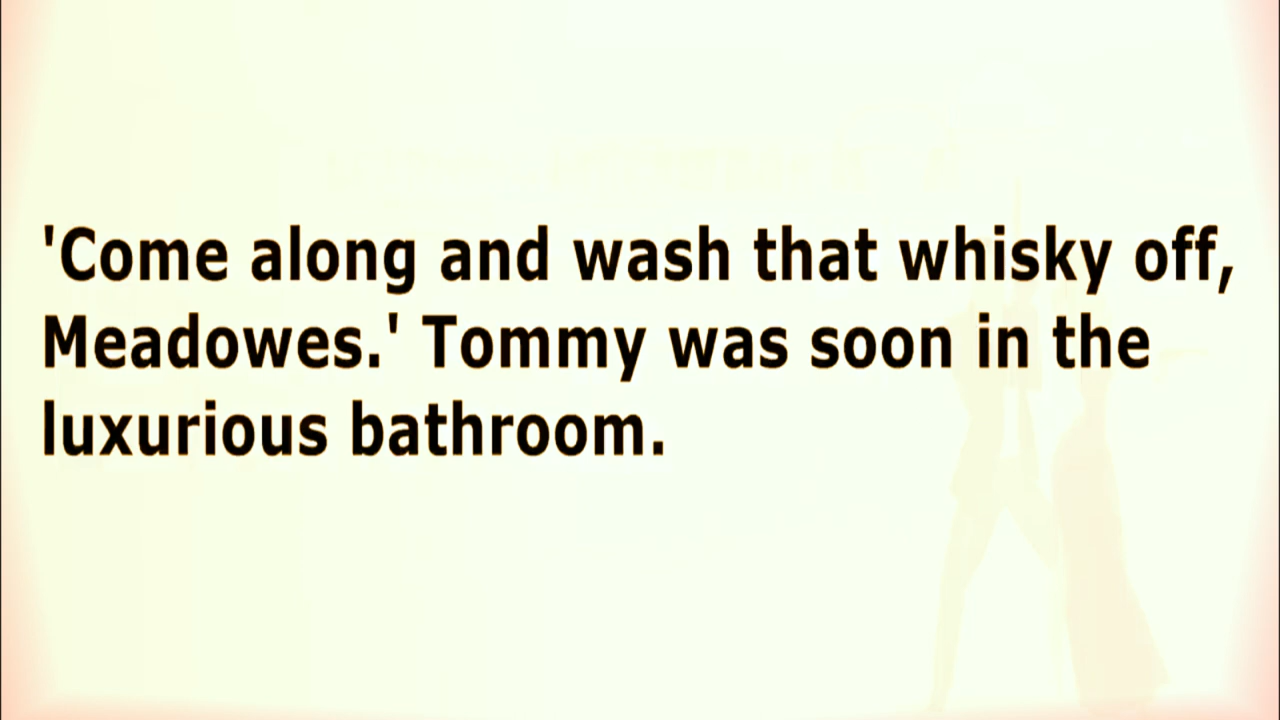 'Come along and wash that whisky off,
Meadowes.' Tommy was soon in the
luxurious bathroom.